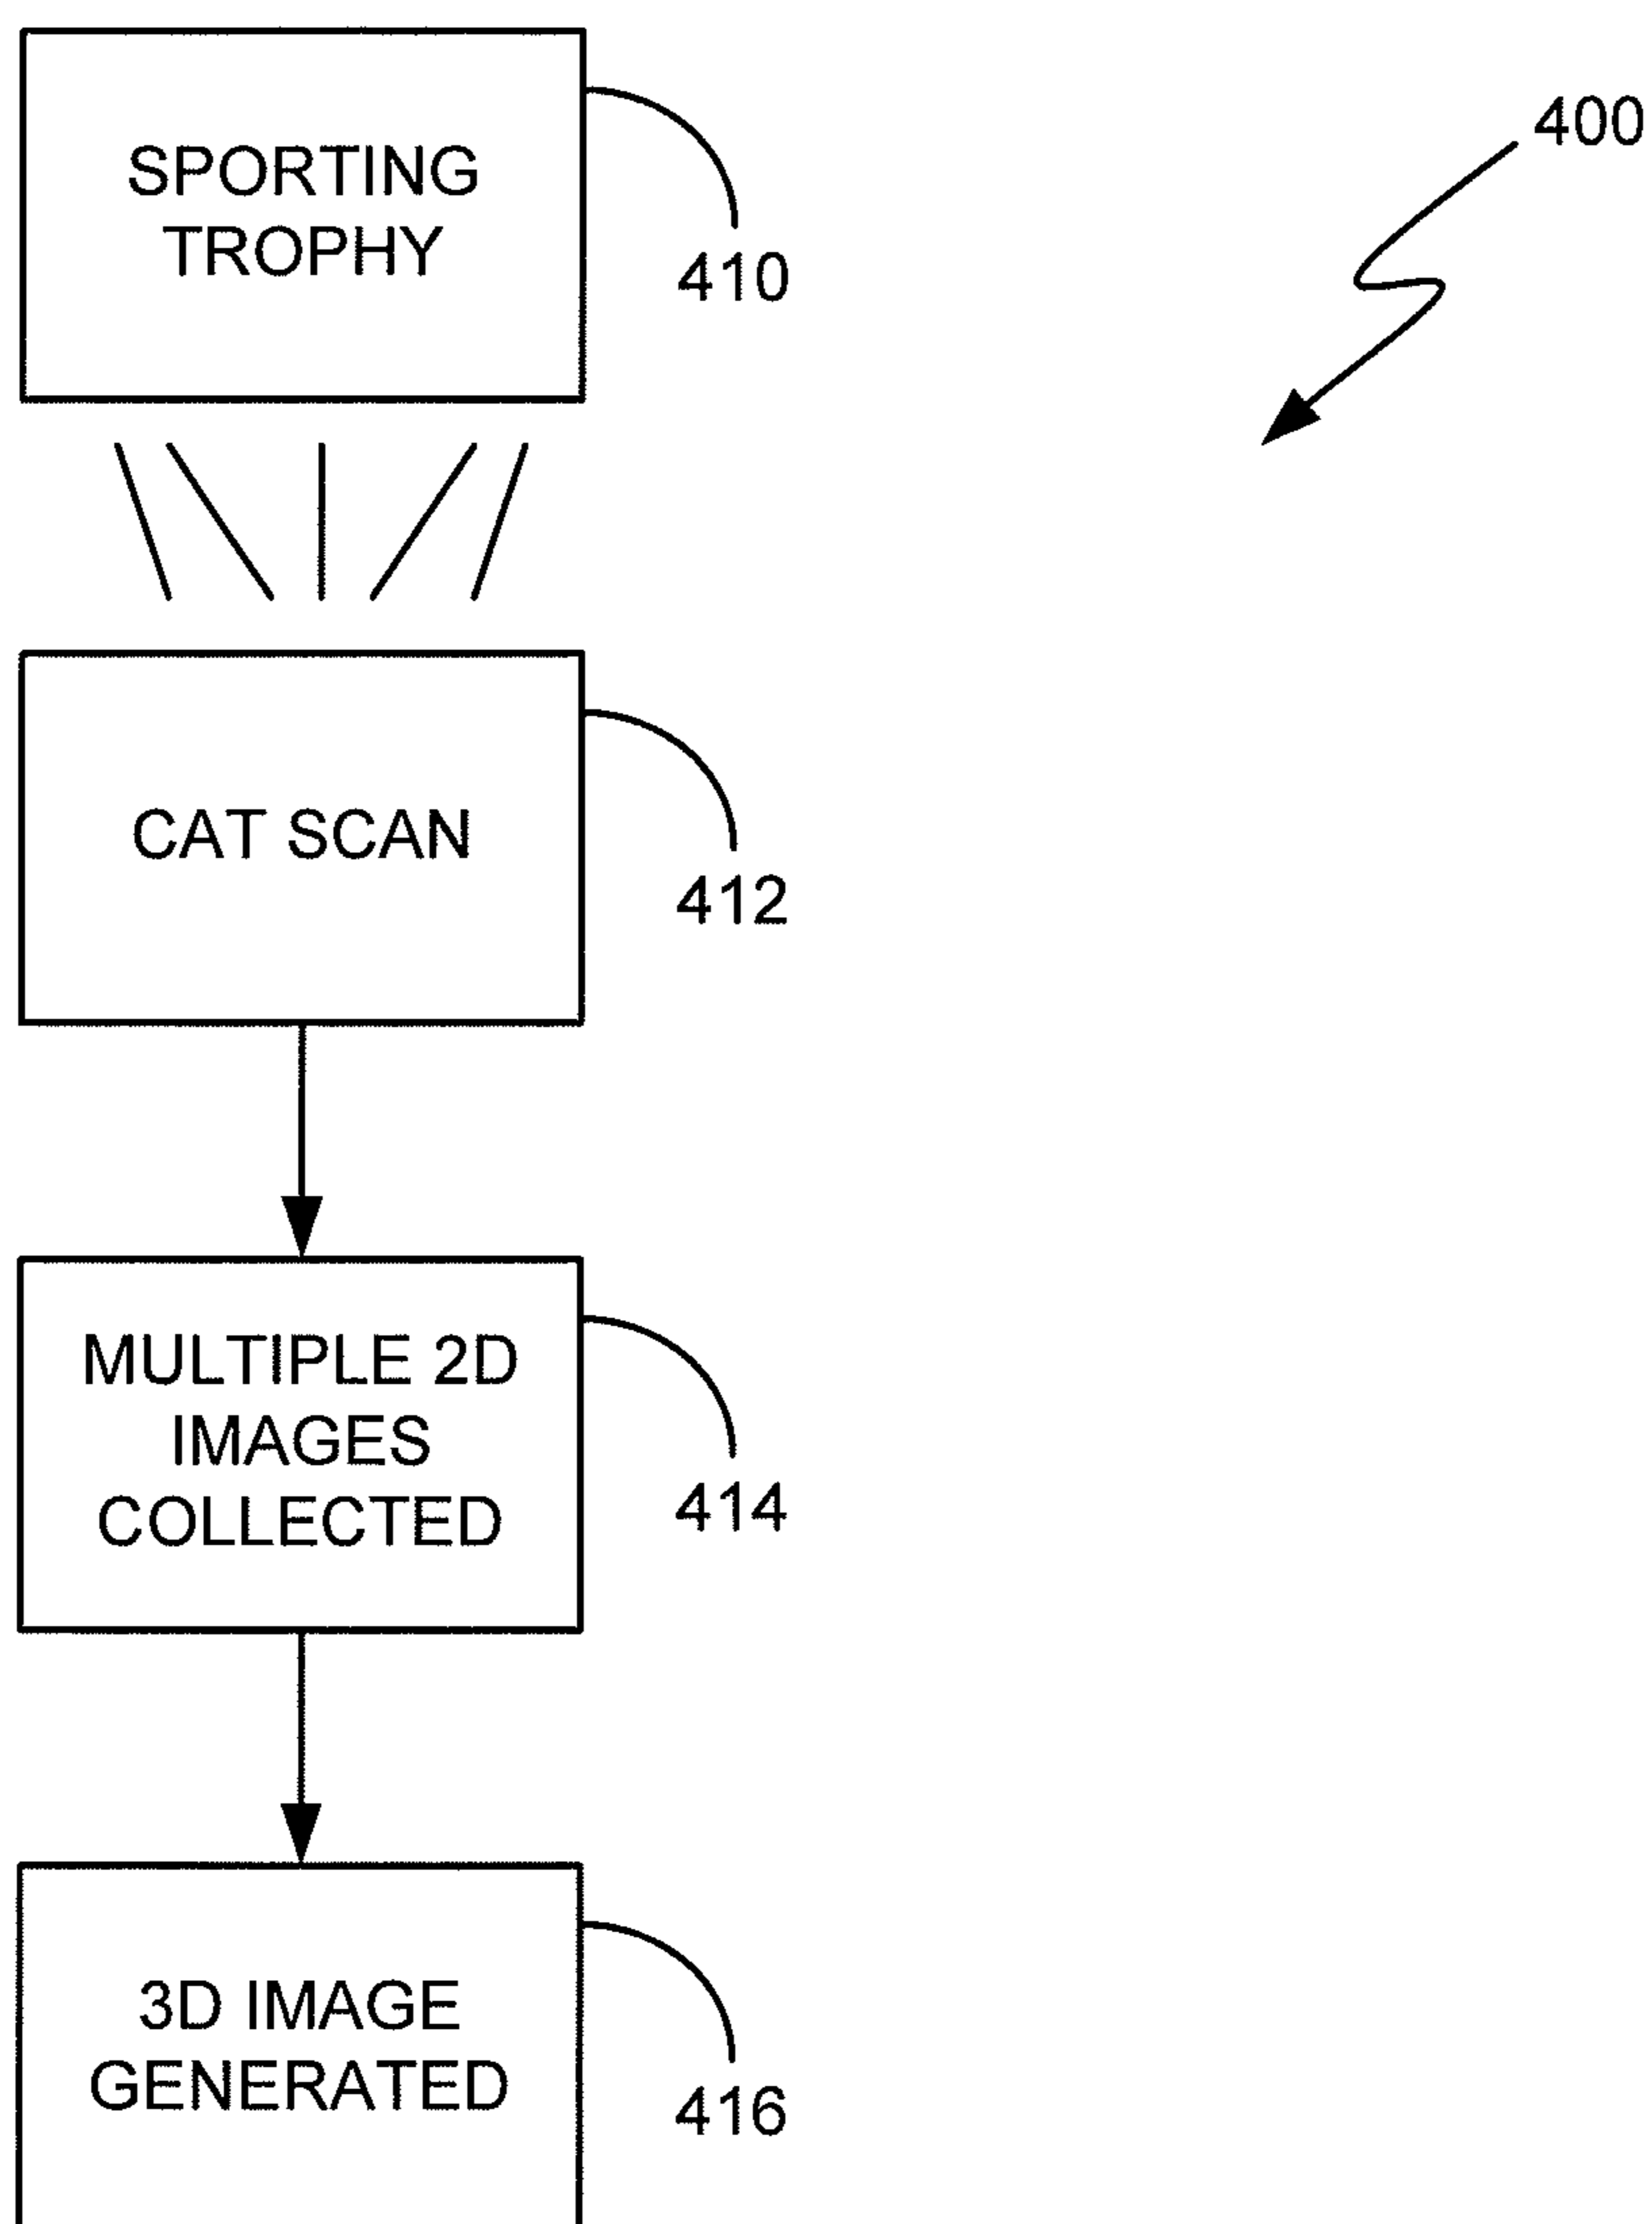 SPORTING
TROPHY
410
400
CAT SCAN
412
MULTIPLE 2D
IMAGES
COLLECTED
414
3D IMAGE
GENERATED
416